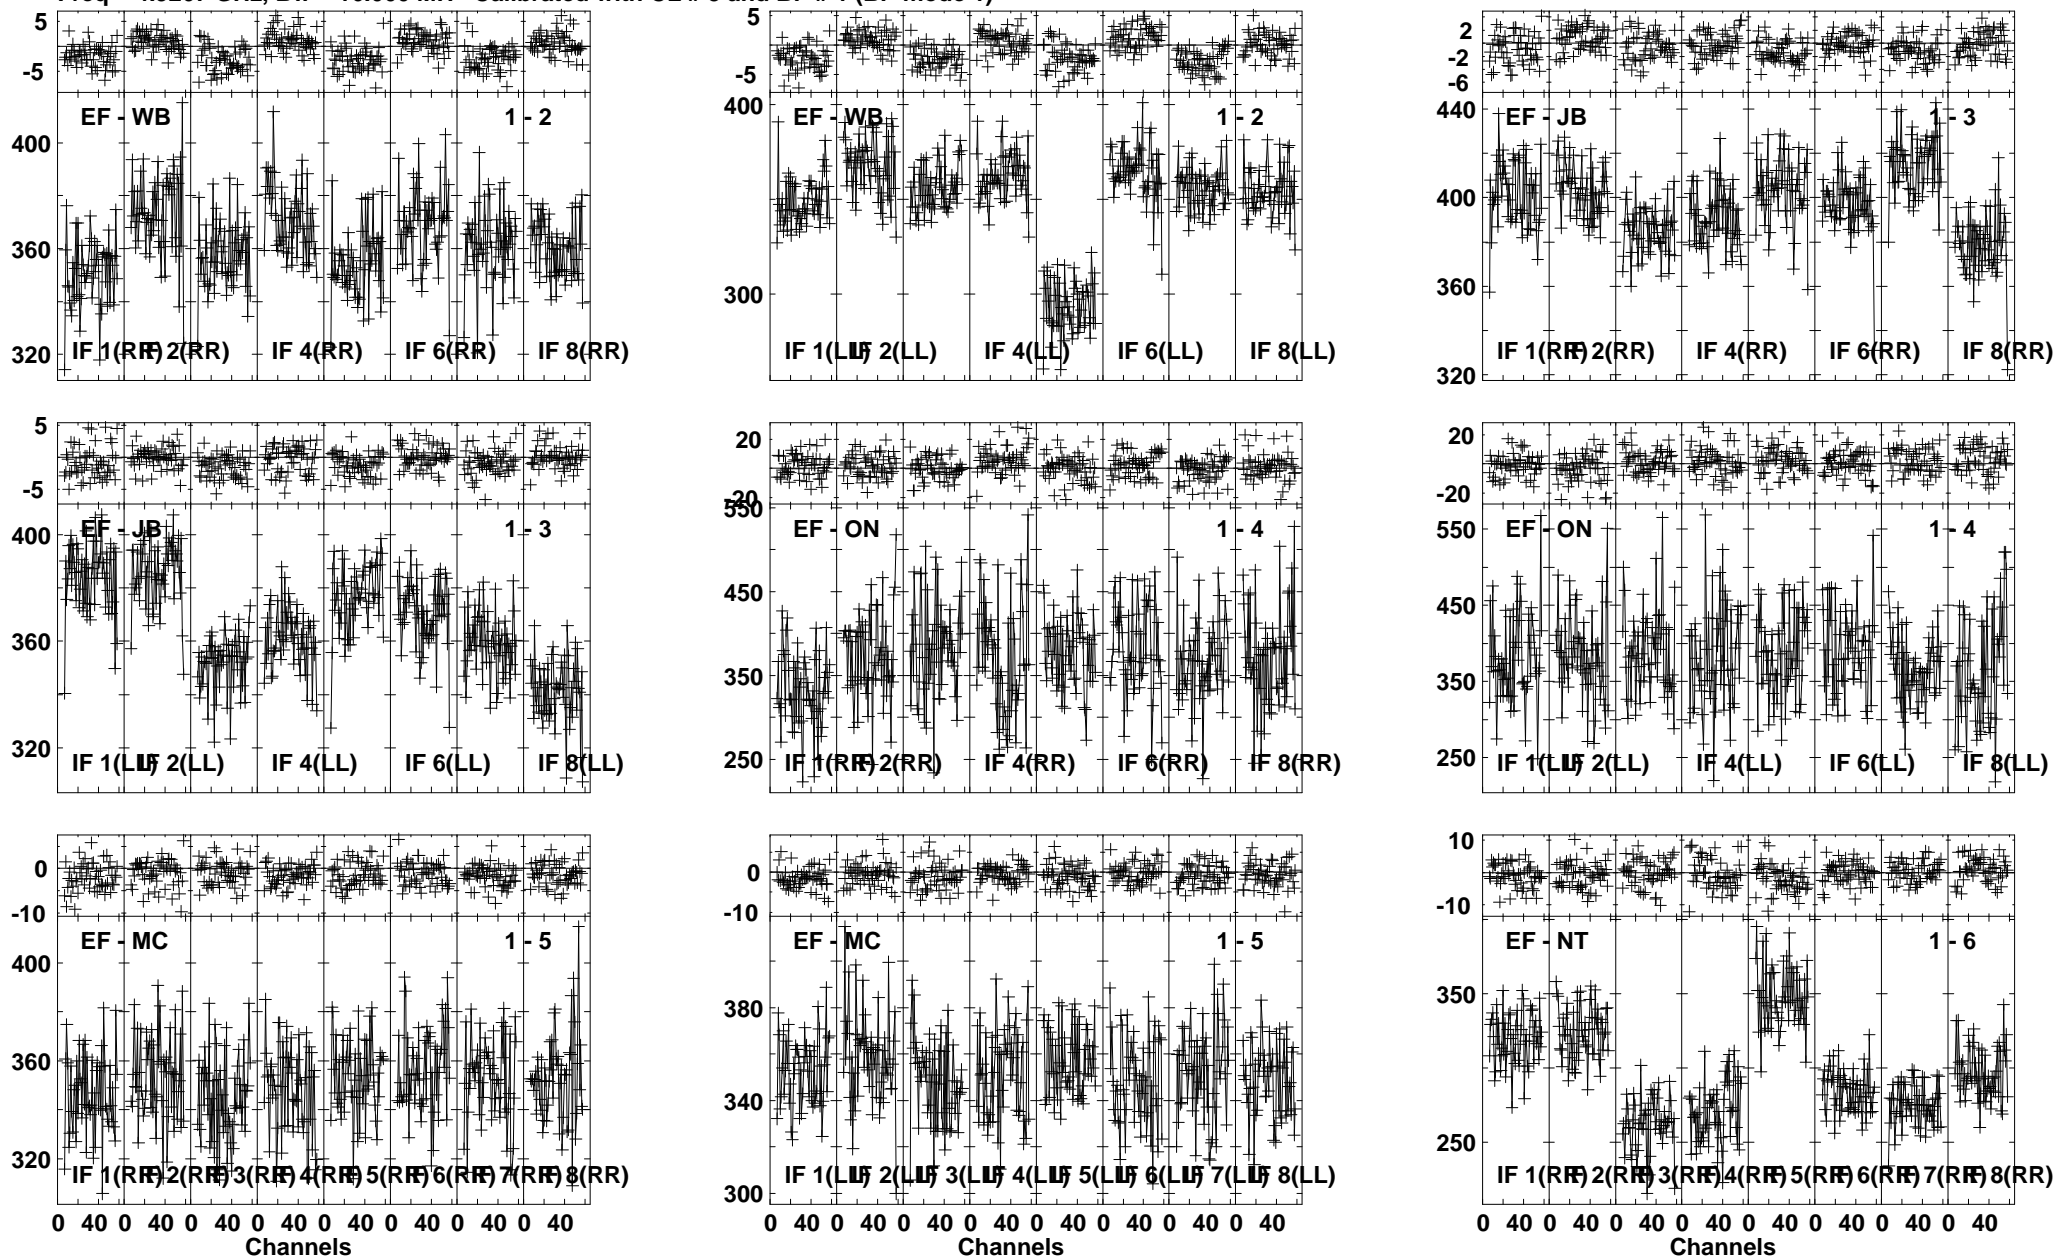 5
-5
EF - WB 1 - 2
400
360
320
IF 1(RR) IF 2(RR) IF 4(RR) IF 6(RR) IF 8(RR)
5
-5
EF - WB 1 - 2
400
300
IF 1(LL) IF 2(LL) IF 4(LL) IF 6(LL) IF 8(LL)
2
-2
-6
EF - JB 1 - 3
440
400
360
320
IF 1(RR) IF 2(RR) IF 4(RR) IF 6(RR) IF 8(RR)
5
-5
EF - JB 1 - 3
400
360
320
IF 1(LL) IF 2(LL) IF 4(LL) IF 6(LL) IF 8(LL)
20
-20
550
EF - ON 1 - 4
450
350
250
IF 1(RR) IF 2(RR) IF 4(RR) IF 6(RR) IF 8(RR)
20
-20
EF - ON 1 - 4
550
450
350
250
IF 1(LL) IF 2(LL) IF 4(LL) IF 6(LL) IF 8(LL)
0
-10
EF - MC 1 - 5
400
360
320
IF 1(RR) IF 2(RR) IF 3(RR) IF 4(RR) IF 5(RR) IF 6(RR) IF 7(RR) IF 8(RR)
0 40 0 40 0 40 0 40 0 40 0 40 0 40 0 40
Channels
0
-10
EF - MC 1 - 5
380
340
300
IF 1(LL) IF 2(LL) IF 3(LL) IF 4(LL) IF 5(LL) IF 6(LL) IF 7(LL) IF 8(LL)
0 40 0 40 0 40 0 40 0 40 0 40 0 40 0 40
Channels
10
-10
EF - NT 1 - 6
350
250
IF 1(RR) IF 2(RR) IF 3(RR) IF 4(RR) IF 5(RR) IF 6(RR) IF 7(RR) IF 8(RR)
0 40 0 40 0 40 0 40 0 40 0 40 0 40 0 40
Channels